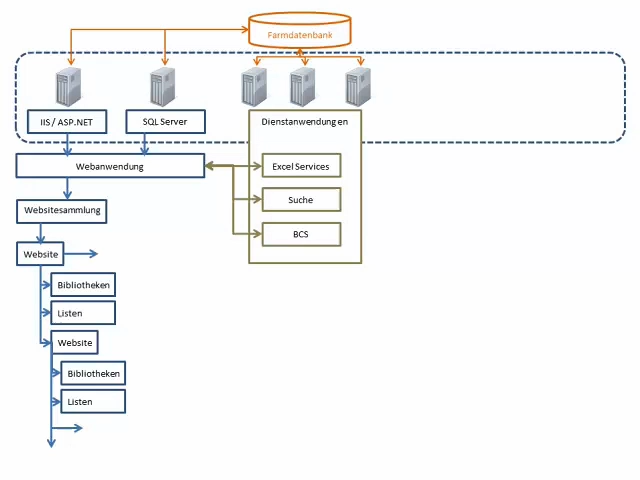 Farmdatenbank
IIS / ASP.NET
SQL Server
Dienstanwendungen
Webanwendung
Excel Services
Websitesammlung
Suche
BCS
Website
Bibliotheken
Listen
Website
Bibliotheken
Listen